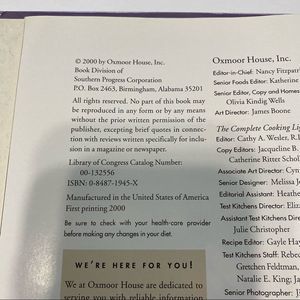 © 2000 by Oxmoor House, Inc.
Book Division of
Southern Progress Corporation
P.O. Box 2463, Birmingham, Alabama 35201
All rights reserved. No part of this book may
be reproduced in any form or by any means
without the prior written permission of the
publisher, excepting brief quotes in connec-
tion with reviews written specifically for inclu-
sion in a magazine or newspaper.
Library of Congress Catalog Number:
00-132556
ISBN: 0-8487-1945-X
Manufactured in the United States of America
First printing 2000
Be sure to check with your health-care provider
before making any changes in your diet.
WE'RE HERE FOR YOU!
We at Oxmoor House are dedicated to
serving you with reliable information
Oxmoor House, Inc.
Editor-in-Chief: Nancy Fitzpatr
Senior Foods Editor: Katherine
Senior Editor, Copy and Homes
Olivia Kindig Wells
Art Director: James Boone
The Complete Cooking Lig
Editor: Cathy A. Wesler, R.
Copy Editors: Jacqueline B.
Catherine Ritter Schol
Associate Art Director: Cyn
Senior Designer: Melissa J
Editorial Assistant: Heathe
Test Kitchens Director: Eliz
Assistant Test Kitchens Dire
Julie Christopher
Recipe Editor: Gayle Hay
Test Kitchens Staff: Rebec
Gretchen Feldtman,
Natalie E. King; Ja
Senior Photographer: Ji